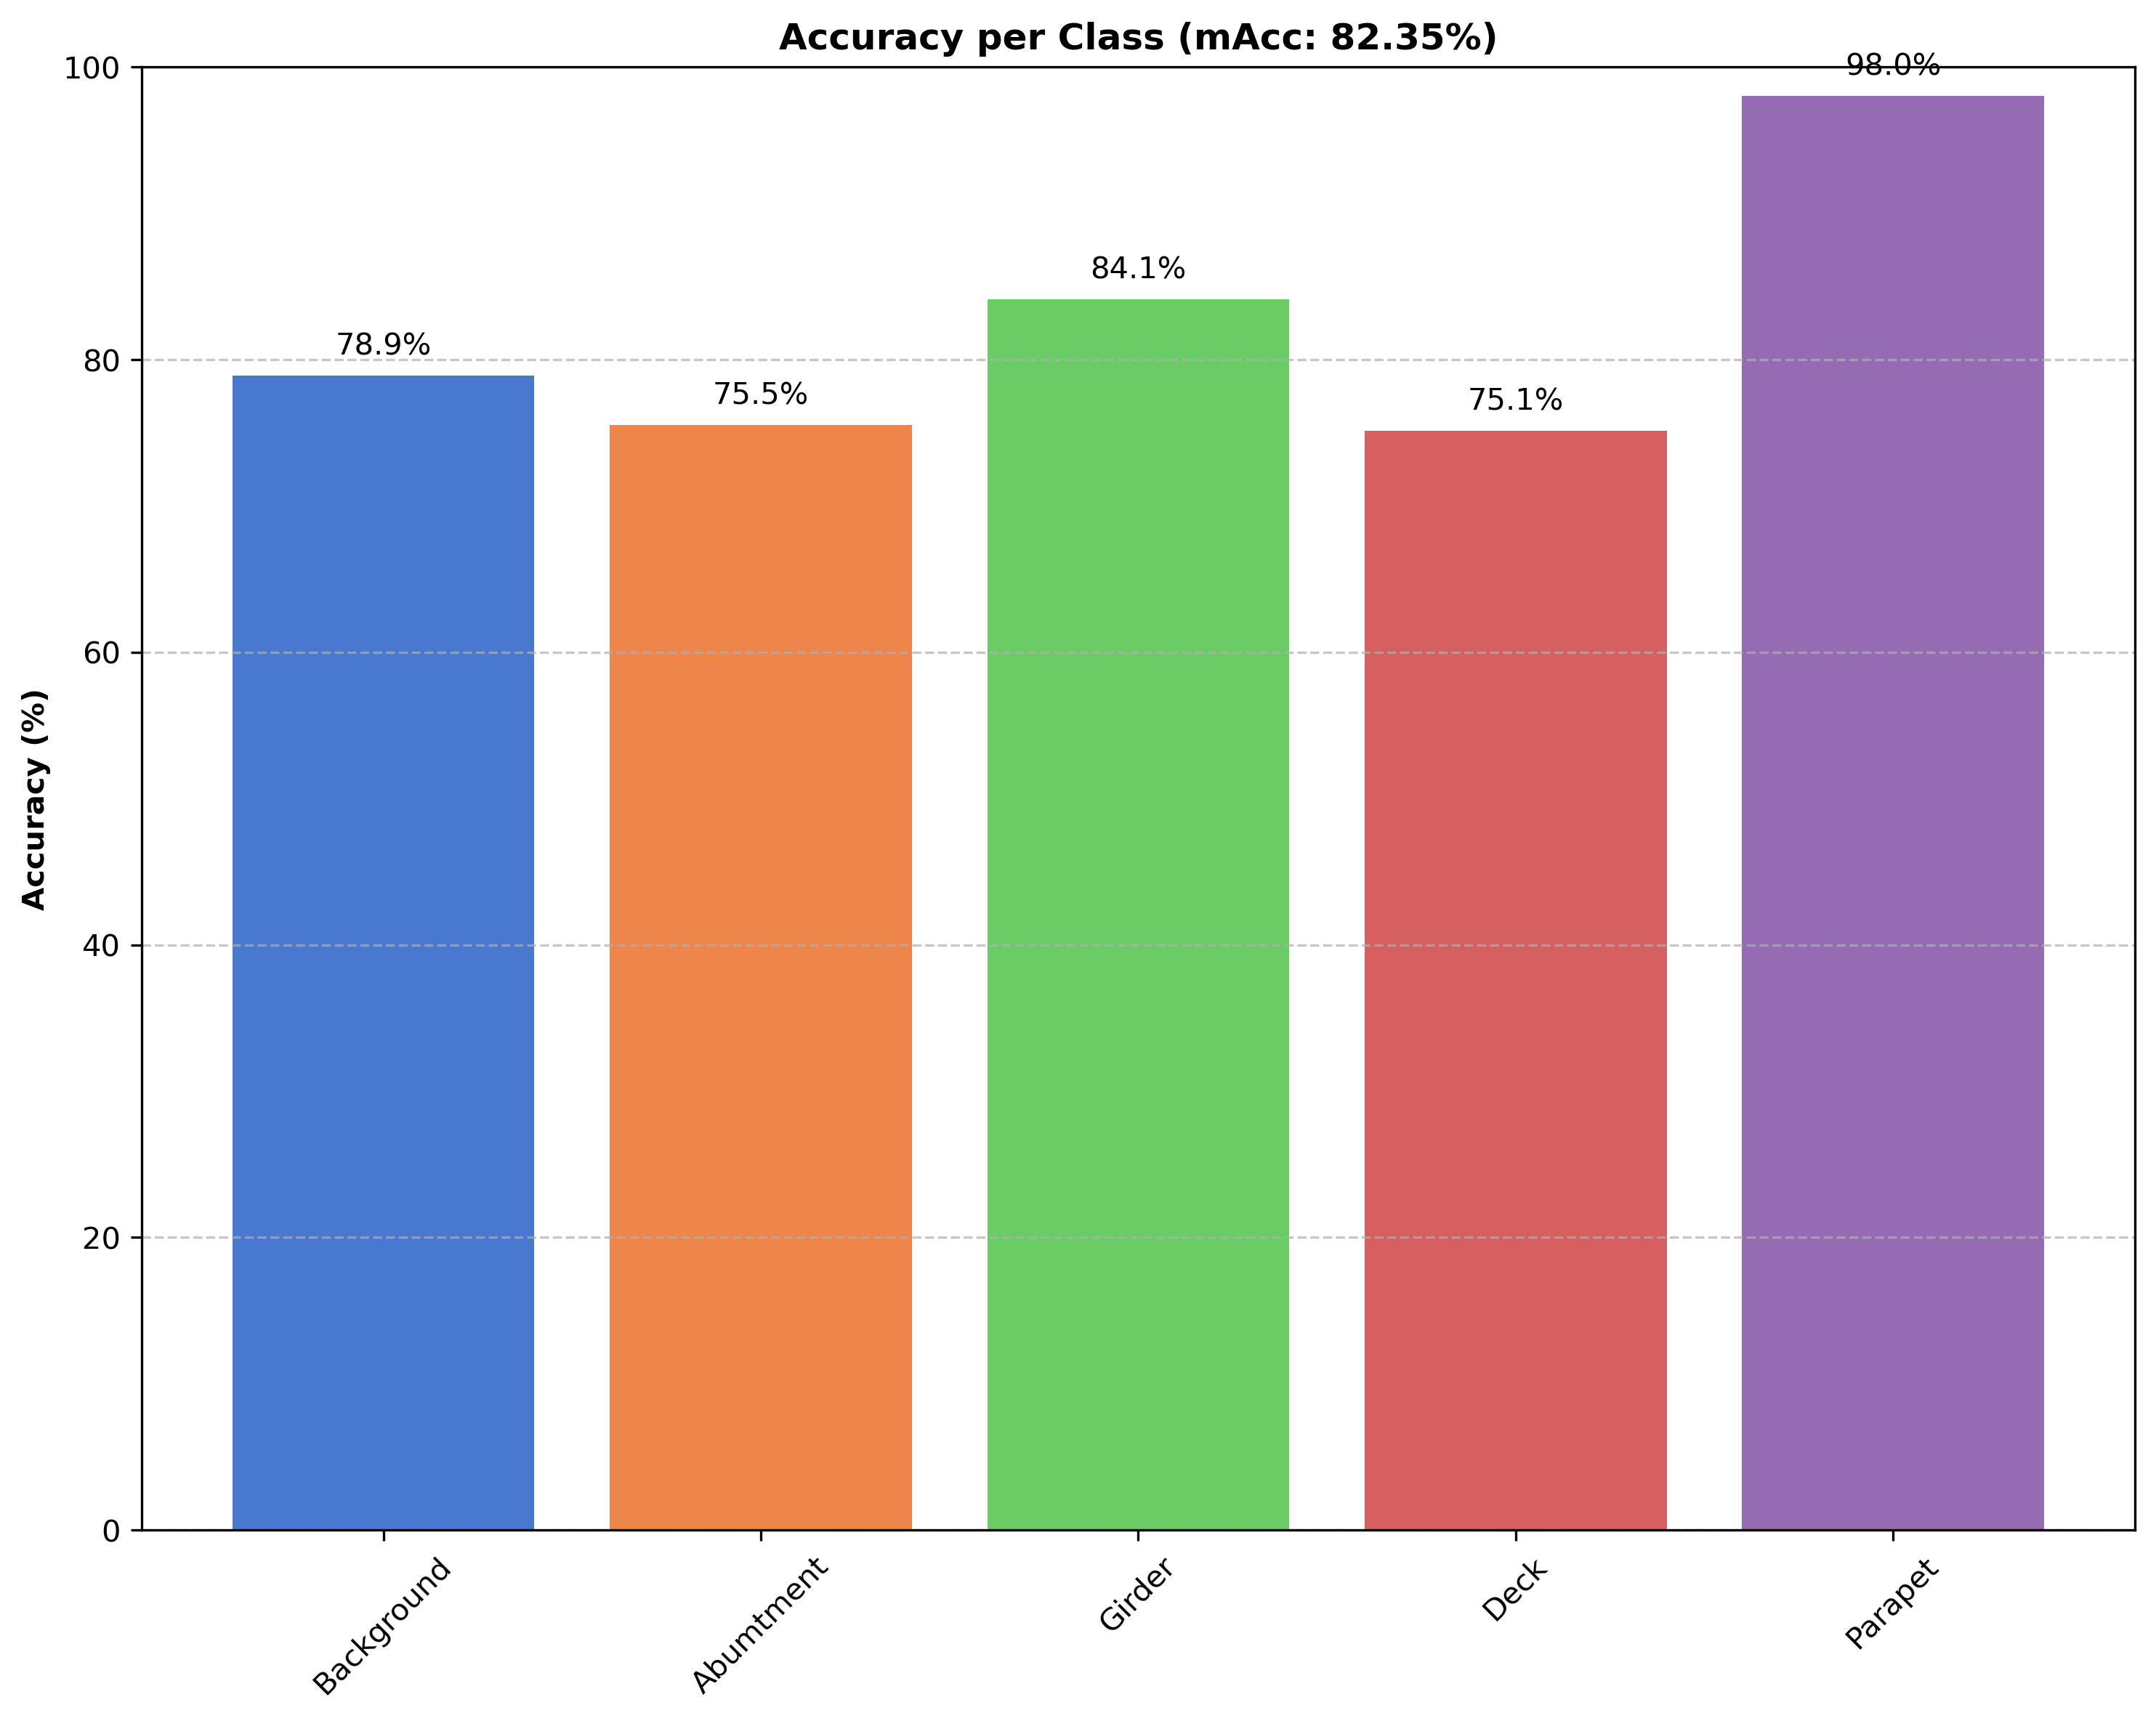 Accuracy per Class (mAcc: 82.35%)
Accuracy (%)
100
80
60
40
20
0
78.9%
75.5%
84.1%
75.1%
98.0%
Background
Abumtment
Girder
Deck
Parapet